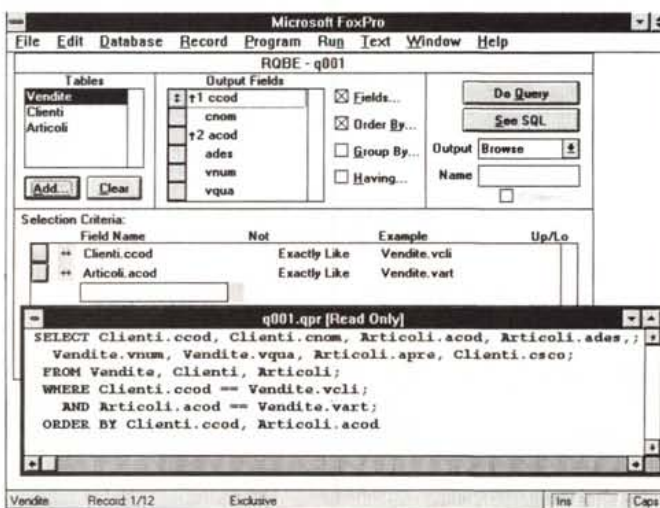 Microsoft FoxPro
File Edit Database Record Program Run Text Window Help
RQBE - q001
Tables
Vendite
Clienti
Articoli
Add... Clear
Output Fields
↕ ↑1 ccod
cnom
↑2 acod
ades
vnum
vqua
Fields...
Order By...
Group By...
Having...
Do Query
See SQL
Output Browse
Name
Selection Criteria:
Field Name Not Example Up/Lo
↔ Clienti.ccod Exactly Like Vendite.vcli
↔ Articoli.acod Exactly Like Vendite.vart
q001.qpr [Read Only]
SELECT Clienti.ccod, Clienti.cnom, Articoli.acod, Articoli.ades,;
Vendite.vnum, Vendite.vqua, Articoli.apre, Clienti.csco;
FROM Vendite, Clienti, Articoli;
WHERE Clienti.ccod == Vendite.vcli;
AND Articoli.acod == Vendite.vart;
ORDER BY Clienti.ccod, Articoli.acod
Vendite Record: 1/12 Exclusive Ins Caps